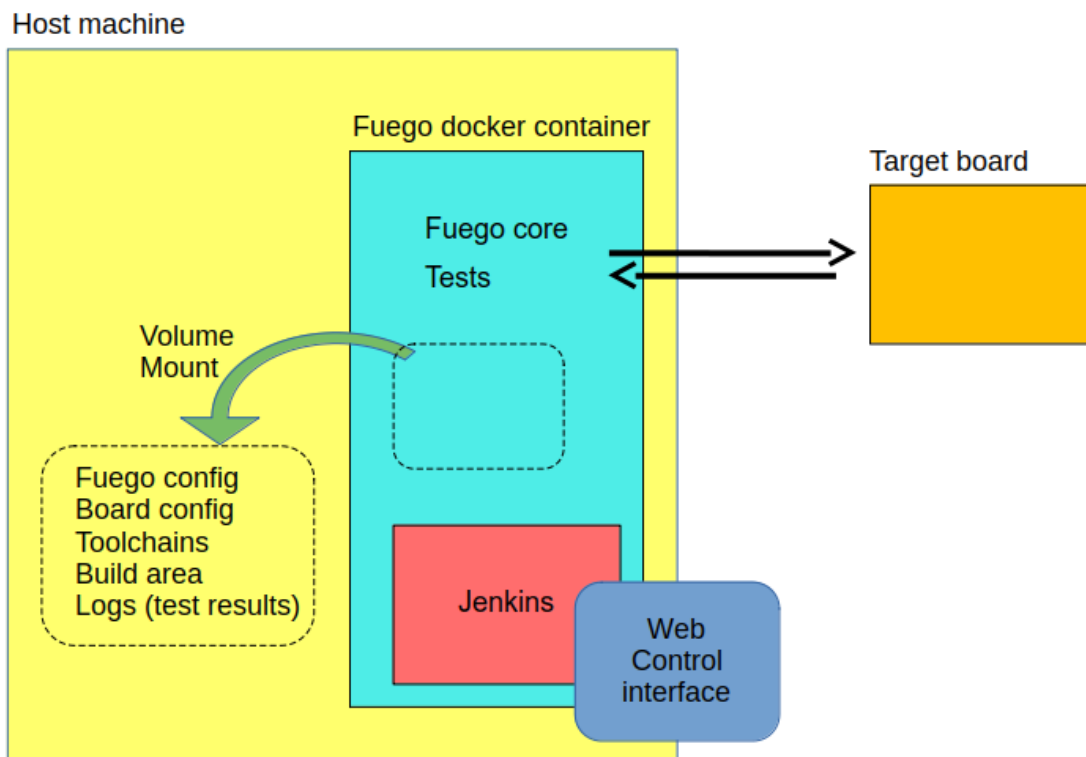 Host machine
Fuego docker container
Target board
Fuego core
Tests
Volume
Mount
Fuego config
Board config
Toolchains
Build area
Logs (test results)
Jenkins
Web
Control
interface